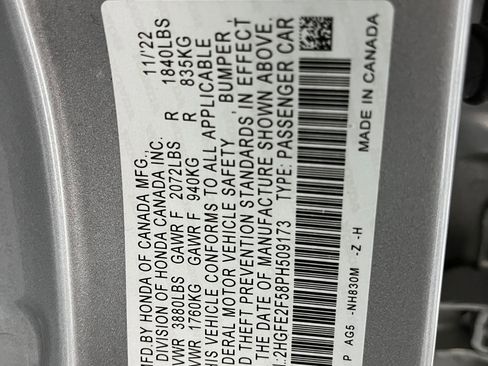 MFD.BY HONDA OF CANADA MFG., 11/'22
DIVISION OF HONDA CANADA INC.
GVWR 3880LBS GAWR F 2072LBS R 1840LBS
GVWR 1760KG GAWR F 940KG R 835KG
THIS VEHICLE CONFORMS TO ALL APPLICABLE
FEDERAL MOTOR VEHICLE SAFETY , BUMPER ,
AND THEFT PREVENTION STANDARDS IN EFFECT
THE DATE OF MANUFACTURE SHOWN ABOVE.
: 2HGFE2F58PH509173 TYPE: PASSENGER CAR
P AG5 -NH830M -Z -H MADE IN CANADA